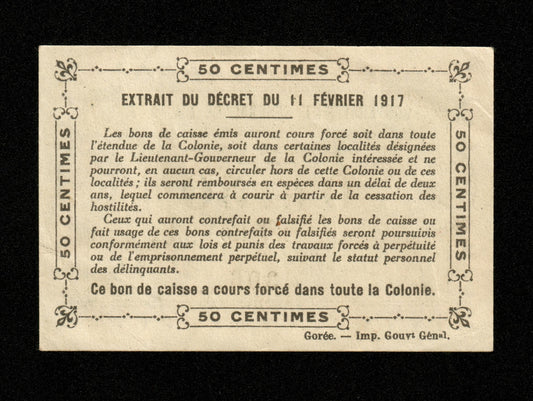 50 CENTIMES
EXTRAIT DU DÉCRET DU 11 FÉVRIER 1917
Les bons de caisse émis auront cours forcé soit dans toute
l'étendue de la Colonie, soit dans certaines localités désignées
par le Lieutenant-Gouverneur de la Colonie intéressée et ne
pourront, en aucun cas, circuler hors de cette Colonie ou de ces
localités ; ils seront remboursés en espèces dans un délai de deux
ans, lequel commencera à courir à partir de la cessation des
hostilités.
Ceux qui auront contrefait ou falsifié les bons de caisse ou
fait usage de ces bons contrefaits ou falsifiés seront poursuivis
conformément aux lois et punis des travaux forcés à perpétuité
ou de l'emprisonnement perpétuel, suivant le statut personnel
des délinquants.
Ce bon de caisse a cours forcé dans toute la Colonie.
50 CENTIMES
50 CENTIMES
50 CENTIMES
Gorée. — Imp. Gouvt Génal.